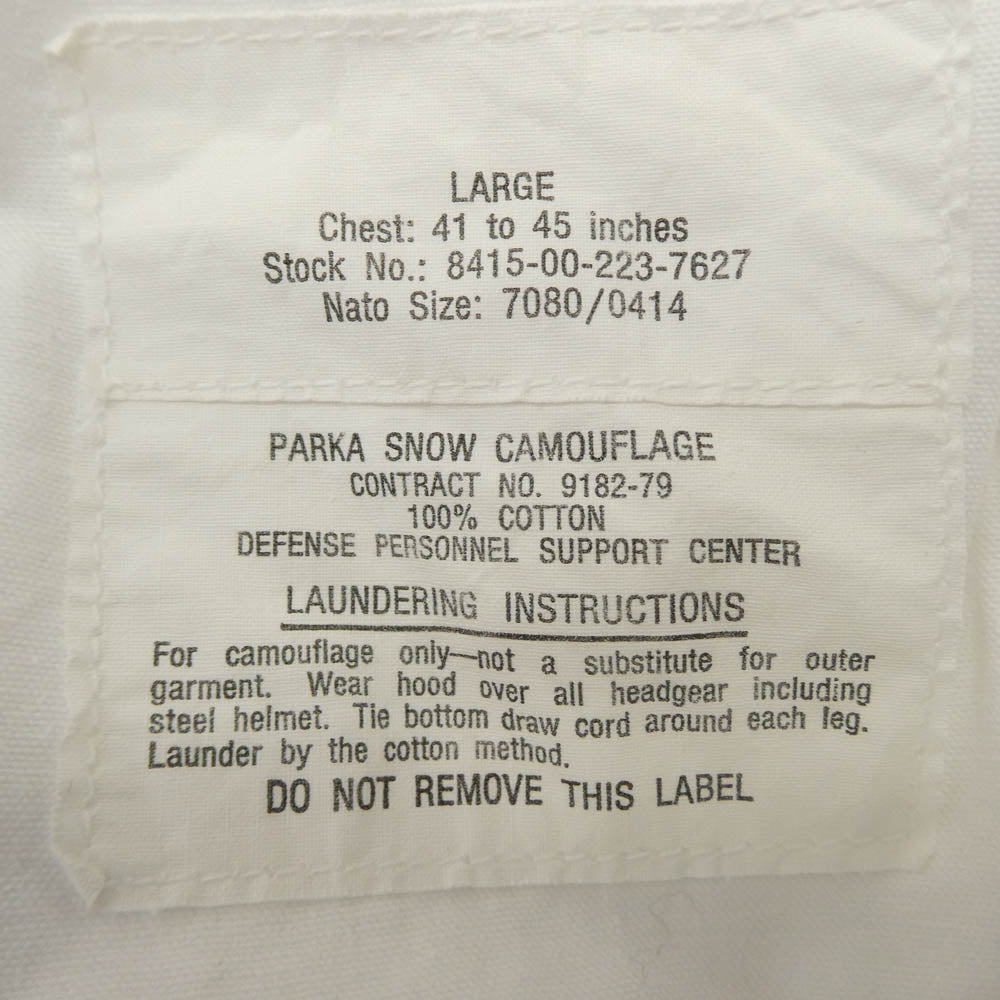 LARGE
Chest: 41 to 45 inches
Stock No.: 8415-00-223-7627
Nato Size: 7080/0414
PARKA SNOW CAMOUFLAGE
CONTRACT NO. 9182-79
100% COTTON
DEFENSE PERSONNEL SUPPORT CENTER
LAUNDERING INSTRUCTIONS
For camouflage only—not a substitute for outer
garment. Wear hood over all headgear including
steel helmet. Tie bottom draw cord around each leg.
Launder by the cotton method.
DO NOT REMOVE THIS LABEL